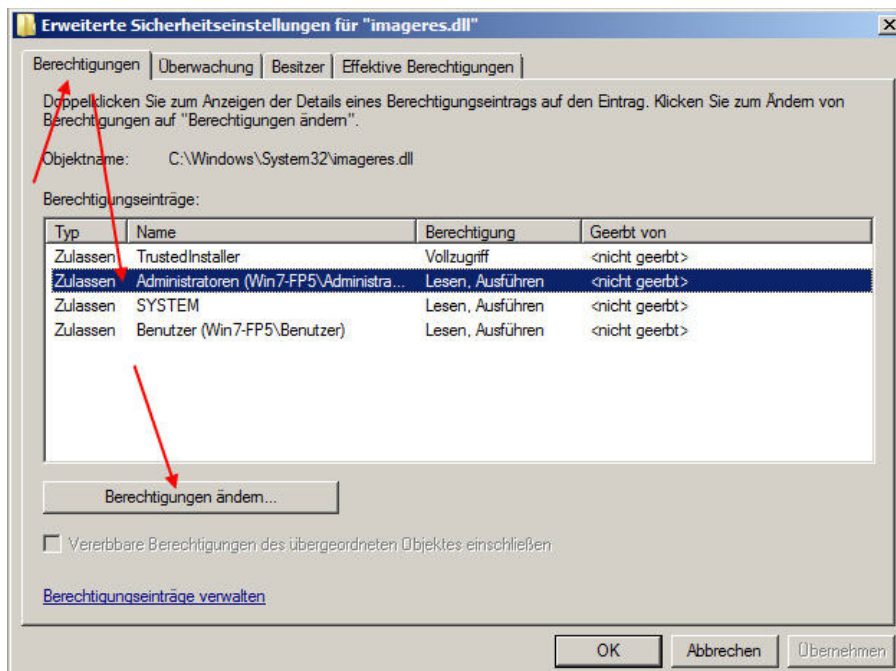 Erweiterte Sicherheitseinstellungen für "imageres.dll"
Berechtigungen Überwachung Besitzer Effektive Berechtigungen
Doppelklicken Sie zum Anzeigen der Details eines Berechtigungseintrags auf den Eintrag. Klicken Sie zum Ändern von
Berechtigungen auf "Berechtigungen ändern".
Objektname: C:\Windows\System32\imageres.dll
Berechtigungseinträge:
Typ Name Berechtigung Geerbt von
Zulassen TrustedInstaller Vollzugriff <nicht geerbt>
Zulassen Administratoren (Win7-FP5\Administra... Lesen, Ausführen <nicht geerbt>
Zulassen SYSTEM Lesen, Ausführen <nicht geerbt>
Zulassen Benutzer (Win7-FP5\Benutzer) Lesen, Ausführen <nicht geerbt>
Berechtigungen ändern...
Vererbbare Berechtigungen des übergeordneten Objektes einschließen
Berechtigungseinträge verwalten
OK Abbrechen Übernehmen